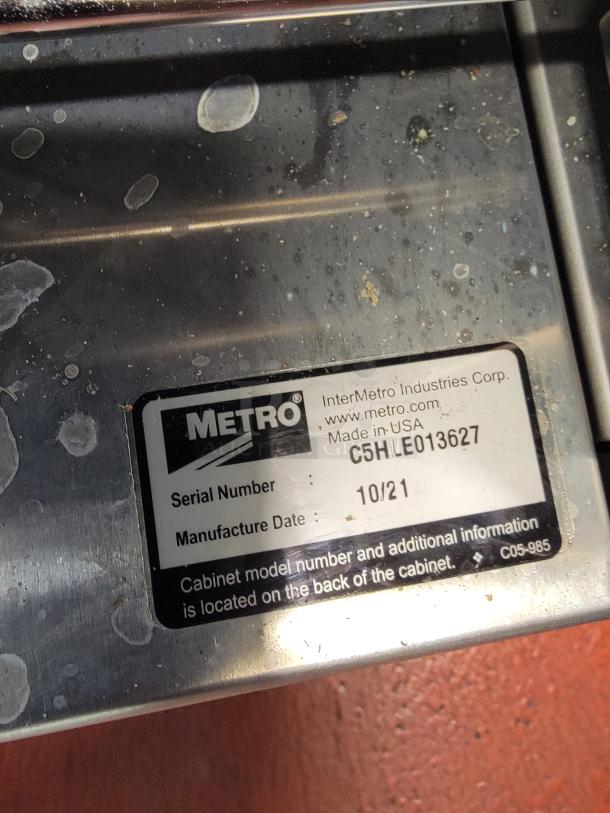 METRO®
InterMetro Industries Corp.
www.metro.com
Made in USA
Serial Number : C5HLE013627
Manufacture Date : 10/21
Cabinet model number and additional information
is located on the back of the cabinet. C05-985